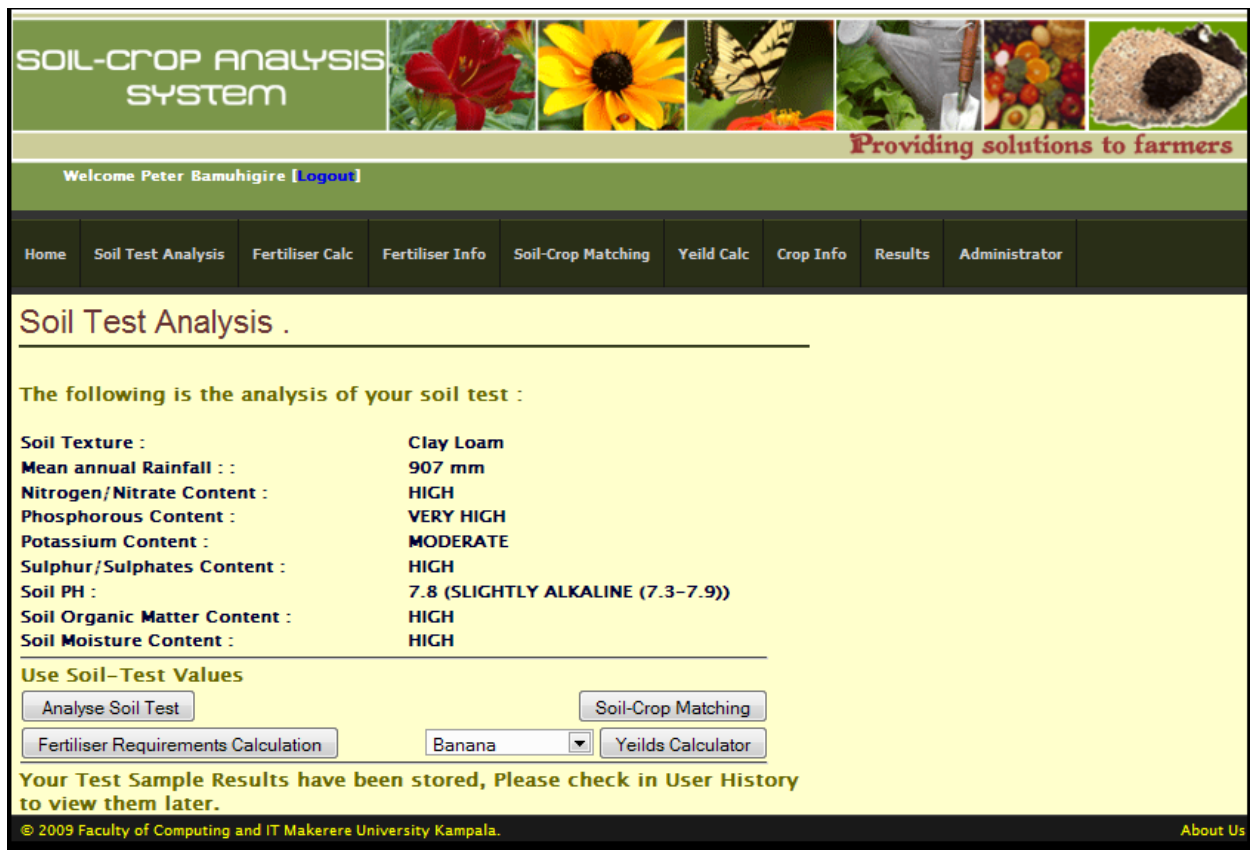 SOIL-CROP ANALYSIS
SYSTEM
Providing solutions to farmers
Welcome Peter Bamuhigire [Logout]
Home Soil Test Analysis Fertiliser Calc Fertiliser Info Soil-Crop Matching Yeild Calc Crop Info Results Administrator
Soil Test Analysis .
The following is the analysis of your soil test :
Soil Texture : Clay Loam
Mean annual Rainfall : : 907 mm
Nitrogen/Nitrate Content : HIGH
Phosphorous Content : VERY HIGH
Potassium Content : MODERATE
Sulphur/Sulphates Content : HIGH
Soil PH : 7.8 (SLIGHTLY ALKALINE (7.3-7.9))
Soil Organic Matter Content : HIGH
Soil Moisture Content : HIGH
Use Soil-Test Values
Analyse Soil Test Soil-Crop Matching
Fertiliser Requirements Calculation Banana Yeilds Calculator
Your Test Sample Results have been stored, Please check in User History
to view them later.
© 2009 Faculty of Computing and IT Makerere University Kampala. About Us